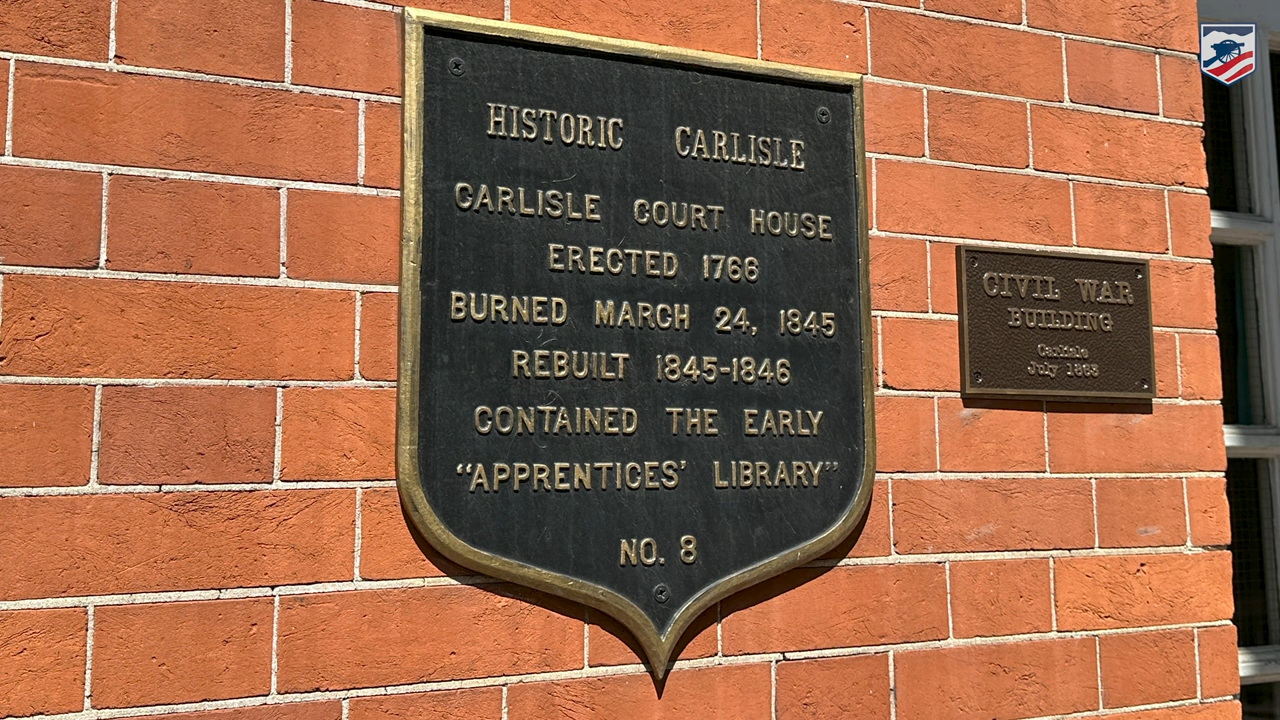 HISTORIC CARLISLE
CARLISLE COURT HOUSE
ERECTED 1766
BURNED MARCH 24, 1845
REBUILT 1845-1846
CONTAINED THE EARLY
"APPRENTICES' LIBRARY"
NO. 8
CIVIL WAR
BUILDING
Carlisle
July 1863